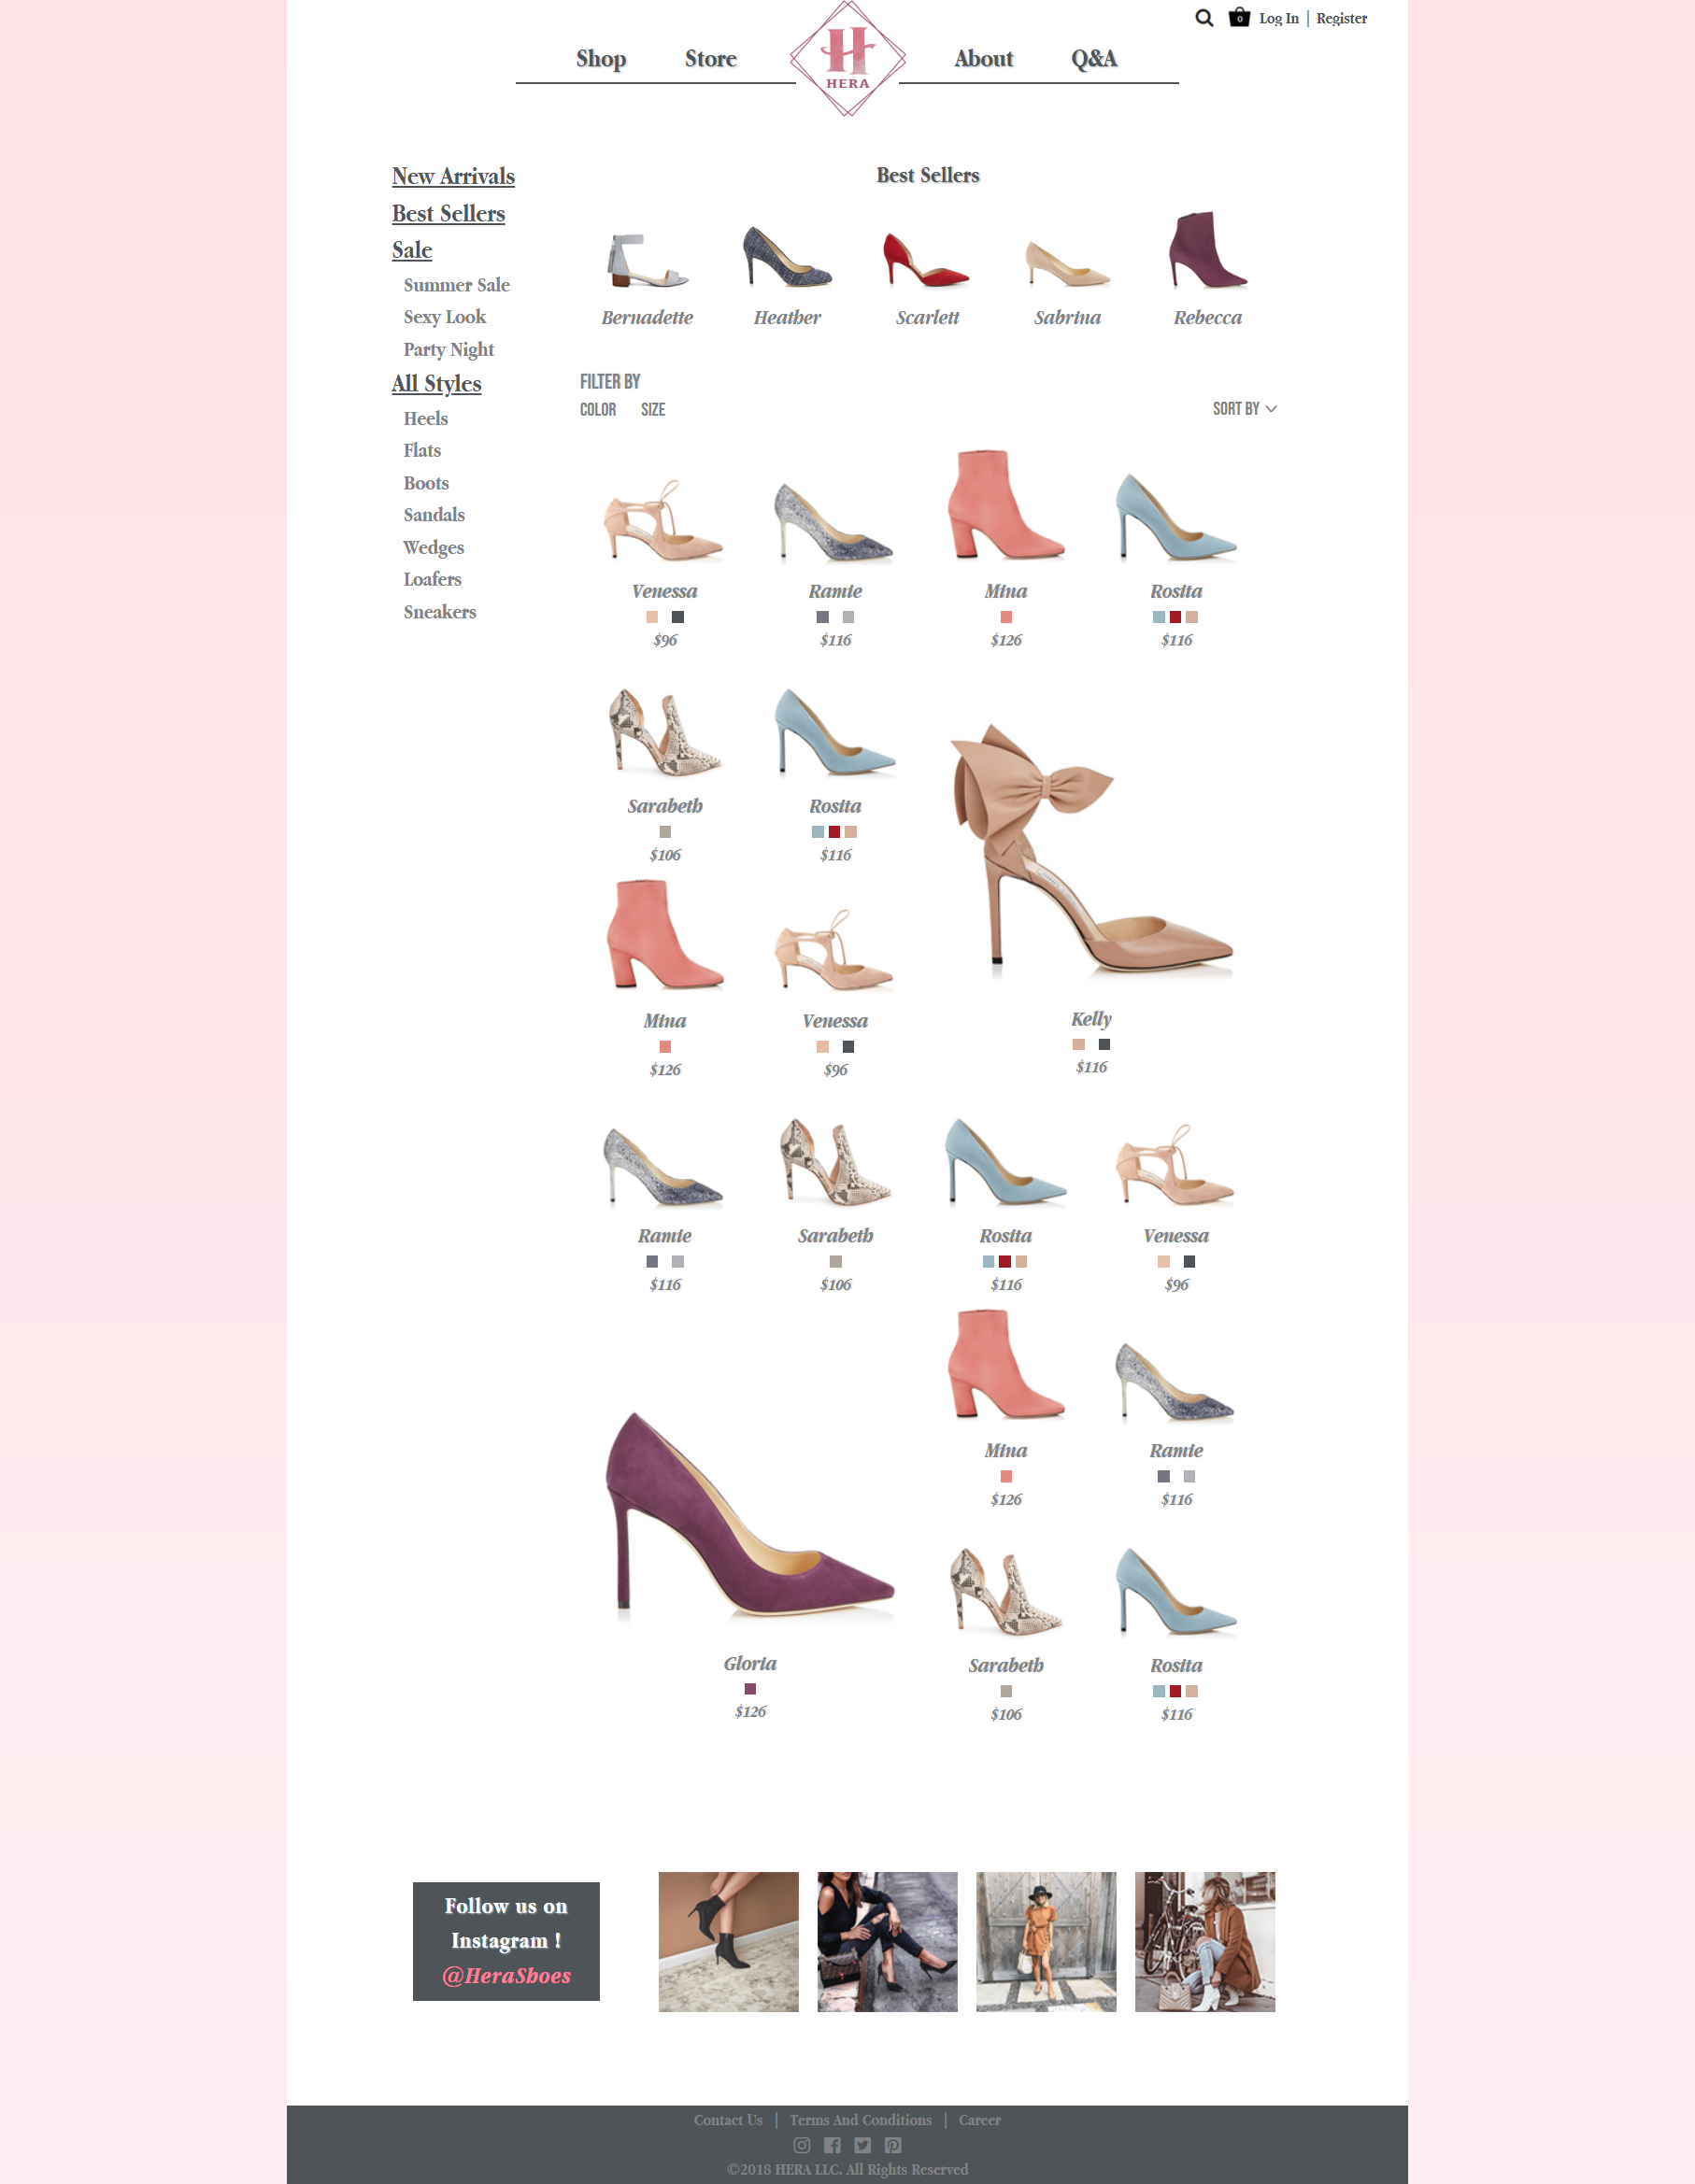 0 Log In | Register
Shop Store About Q&A
H
HERA
New Arrivals
Best Sellers
Sale
Summer Sale
Sexy Look
Party Night
All Styles
Heels
Flats
Boots
Sandals
Wedges
Loafers
Sneakers
Best Sellers
Bernadette Heather Scarlett Sabrina Rebecca
FILTER BY
COLOR SIZE SORT BY
Venessa Ramie Mina Rosita
$96 $116 $126 $116
Sarabeth Rosita
$106 $116
Mina Venessa
$126 $96
Kelly
$116
Ramie Sarabeth Rosita Venessa
$116 $106 $116 $96
Mina Ramie
$126 $116
Gloria
$126
Sarabeth Rosita
$106 $116
Follow us on
Instagram !
@HeraShoes
Contact Us | Terms And Conditions | Career
©2018 HERA LLC. All Rights Reserved